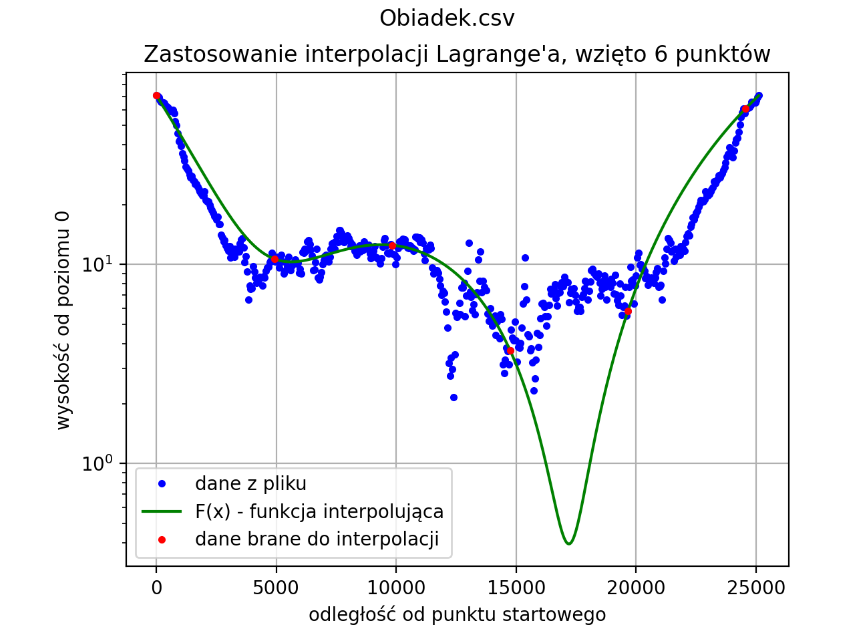 Obiadek.csv
Zastosowanie interpolacji Lagrange'a, wzięto 6 punktów
wysokość od poziomu 0
10¹
10⁰
dane z pliku
F(x) - funkcja interpolująca
dane brane do interpolacji
0 5000 10000 15000 20000 25000
odległość od punktu startowego